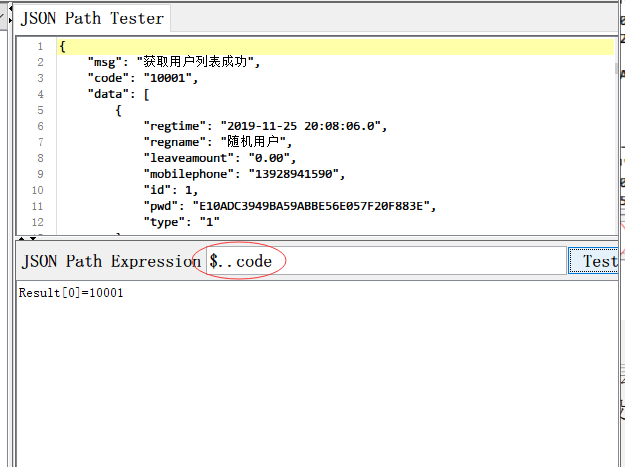 JSON Path Tester
1 {
2 "msg": "获取用户列表成功",
3 "code": "10001",
4 "data": [
5 {
6 "regtime": "2019-11-25 20:08:06.0",
7 "regname": "随机用户",
8 "leaveamount": "0.00",
9 "mobilephone": "13928941590",
10 "id": 1,
11 "pwd": "E10ADC3949BA59ABBE56E057F20F883E",
12 "type": "1"
JSON Path Expression $..code Test
Result[0]=10001